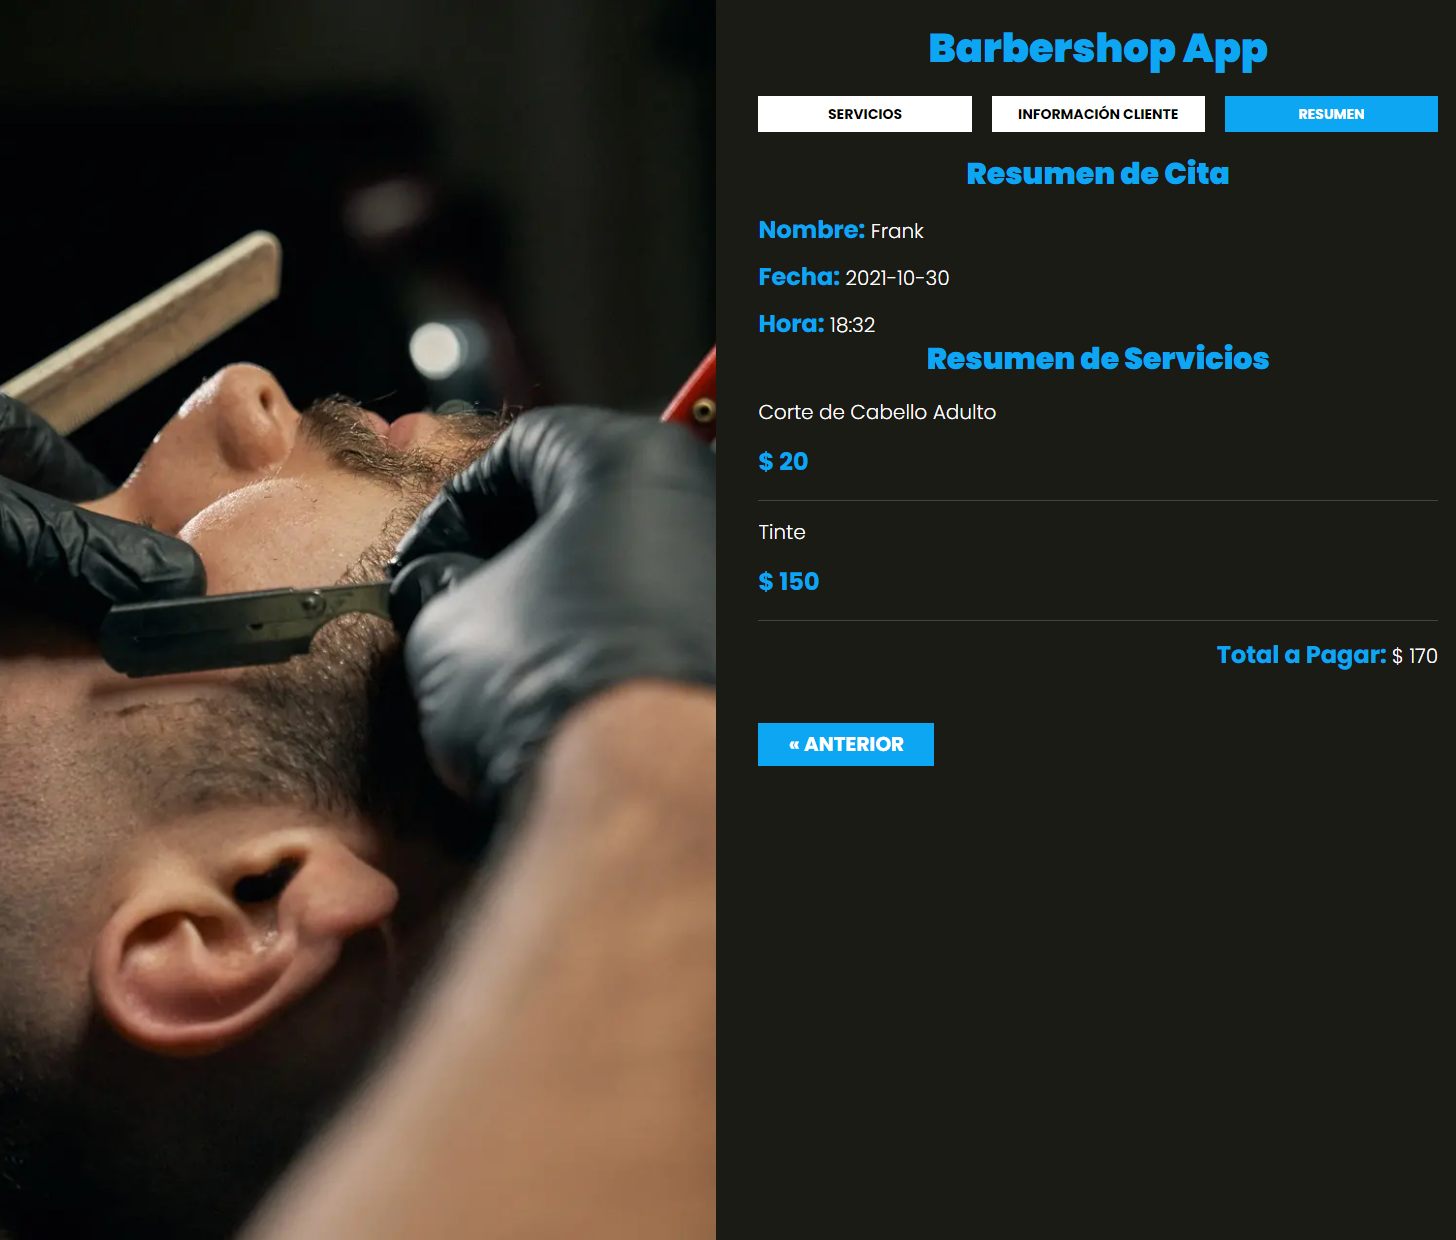 Barbershop App
SERVICIOS
INFORMACIÓN CLIENTE
RESUMEN
Resumen de Cita
Nombre: Frank
Fecha: 2021-10-30
Hora: 18:32
Resumen de Servicios
Corte de Cabello Adulto
$ 20
Tinte
$ 150
Total a Pagar: $ 170
« ANTERIOR